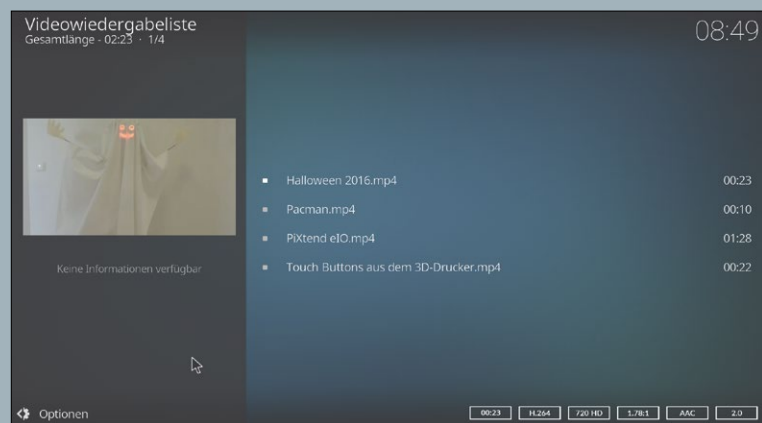 Videowiedergabeliste
08:49
Gesamtlänge - 02:23 · 1/4
Halloween 2016.mp4 00:23
Pacman.mp4 00:10
PiXtend eIO.mp4 01:28
Touch Buttons aus dem 3D-Drucker.mp4 00:22
Keine Informationen verfügbar
Optionen
00:23 H.264 720 HD 1.78:1 AAC 2.0